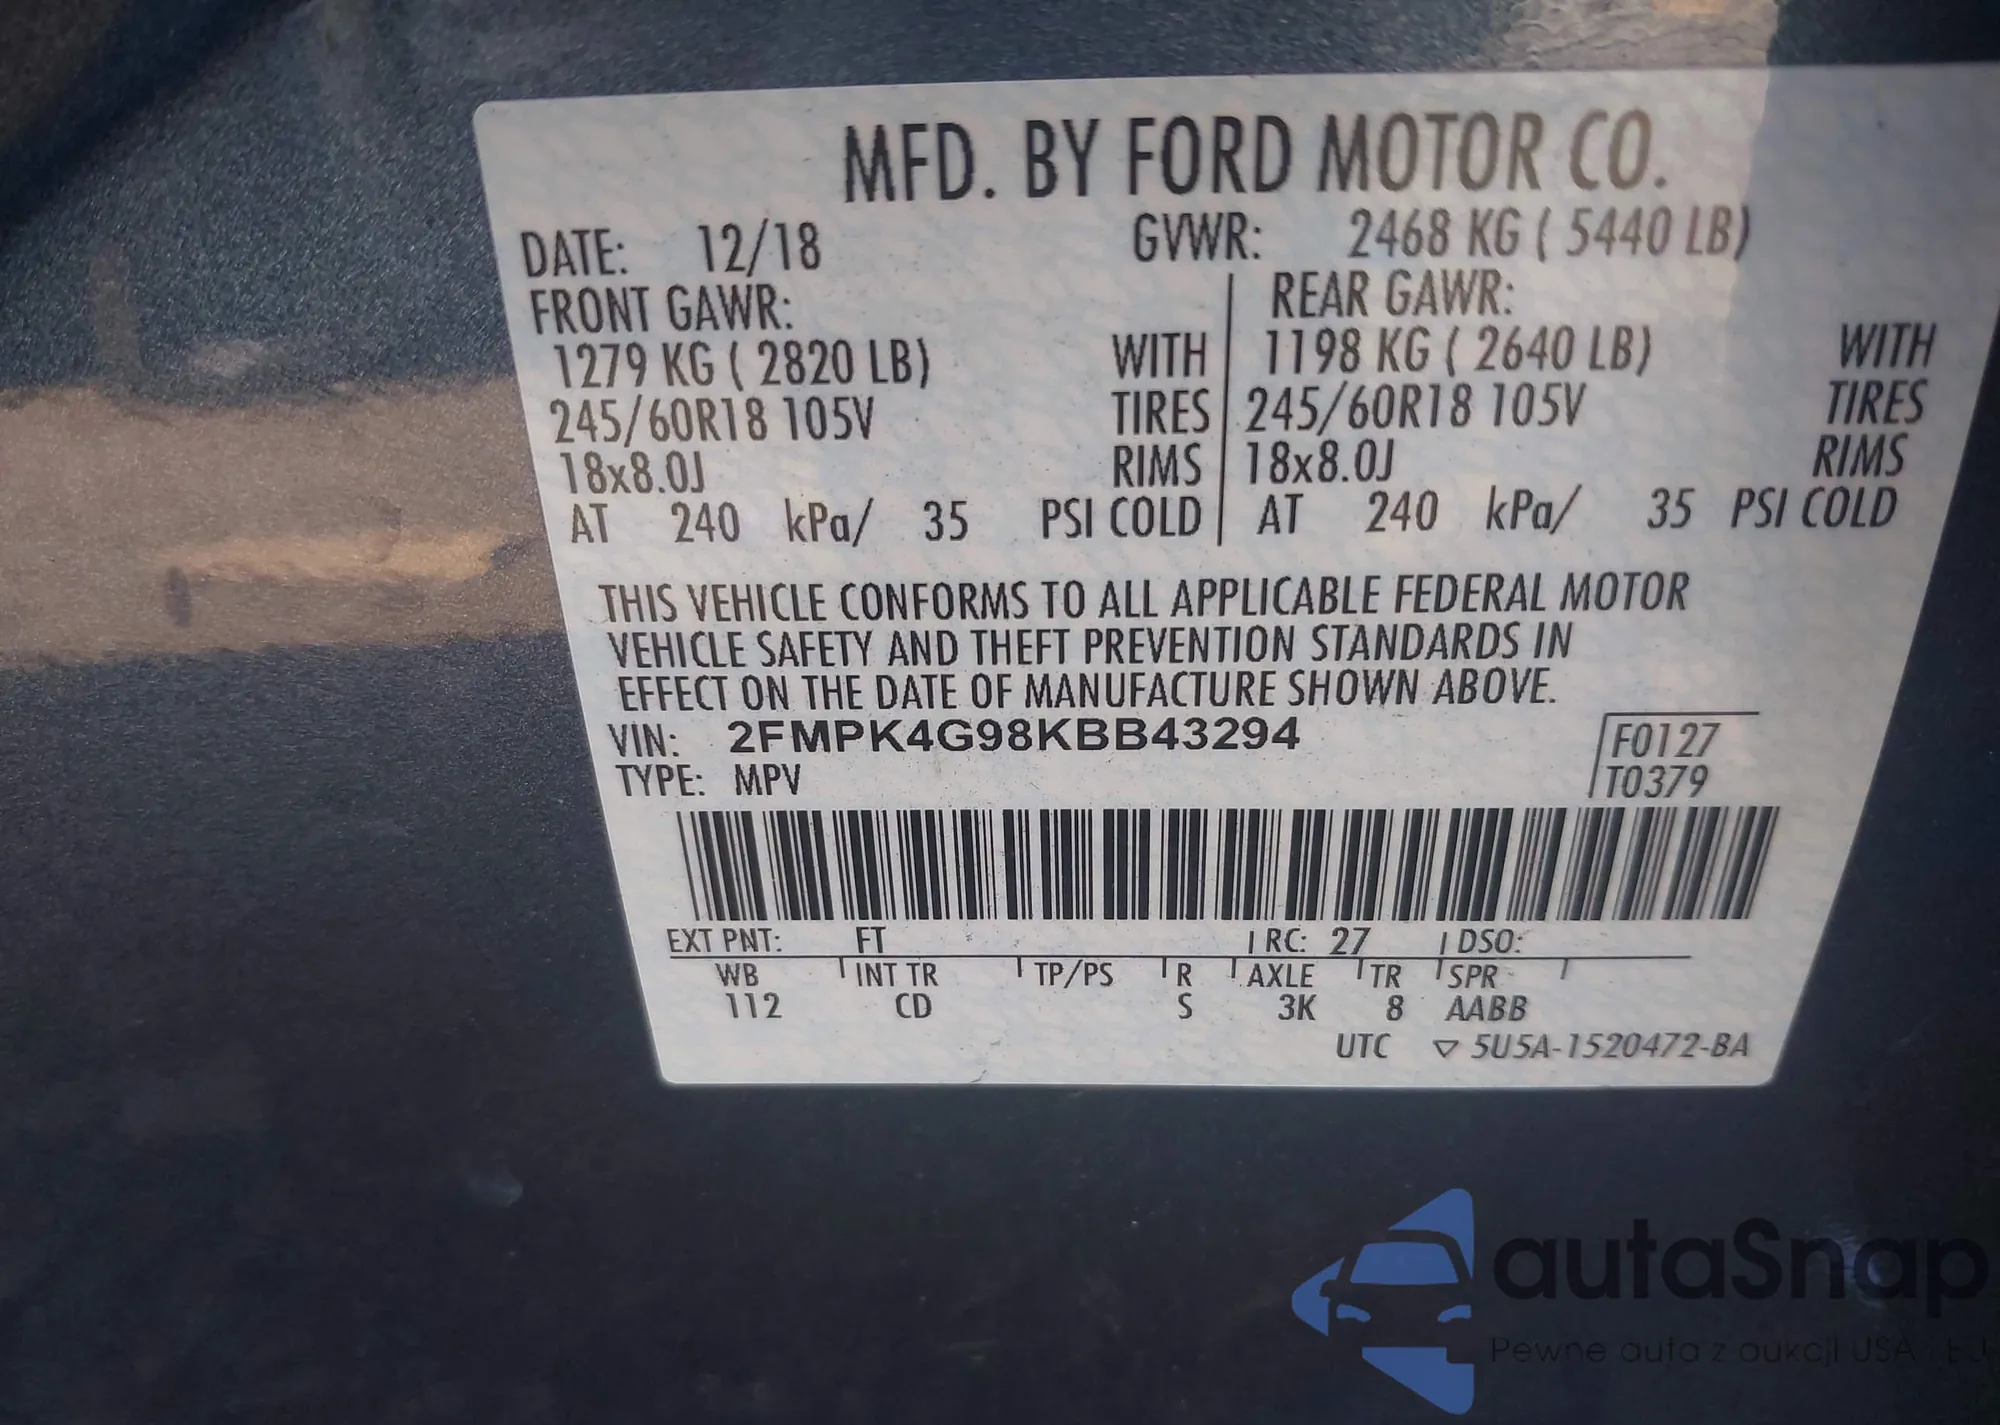 MFD. BY FORD MOTOR CO.
DATE: 12/18 GVWR: 2468 KG ( 5440 LB)
FRONT GAWR: REAR GAWR:
1279 KG ( 2820 LB) WITH 1198 KG ( 2640 LB) WITH
245/60R18 105V TIRES 245/60R18 105V TIRES
18x8.0J RIMS 18x8.0J RIMS
AT 240 kPa/ 35 PSI COLD AT 240 kPa/ 35 PSI COLD
THIS VEHICLE CONFORMS TO ALL APPLICABLE FEDERAL MOTOR
VEHICLE SAFETY AND THEFT PREVENTION STANDARDS IN
EFFECT ON THE DATE OF MANUFACTURE SHOWN ABOVE.
VIN: 2FMPK4G98KBB43294 F0127
TYPE: MPV T0379
EXT PNT: FT RC: 27 DSO:
WB INT TR TP/PS R AXLE TR SPR
112 CD S 3K 8 AABB
UTC ▽ 5U5A-1520472-BA
autaSnap
Pewne auta z aukcji USA i EU